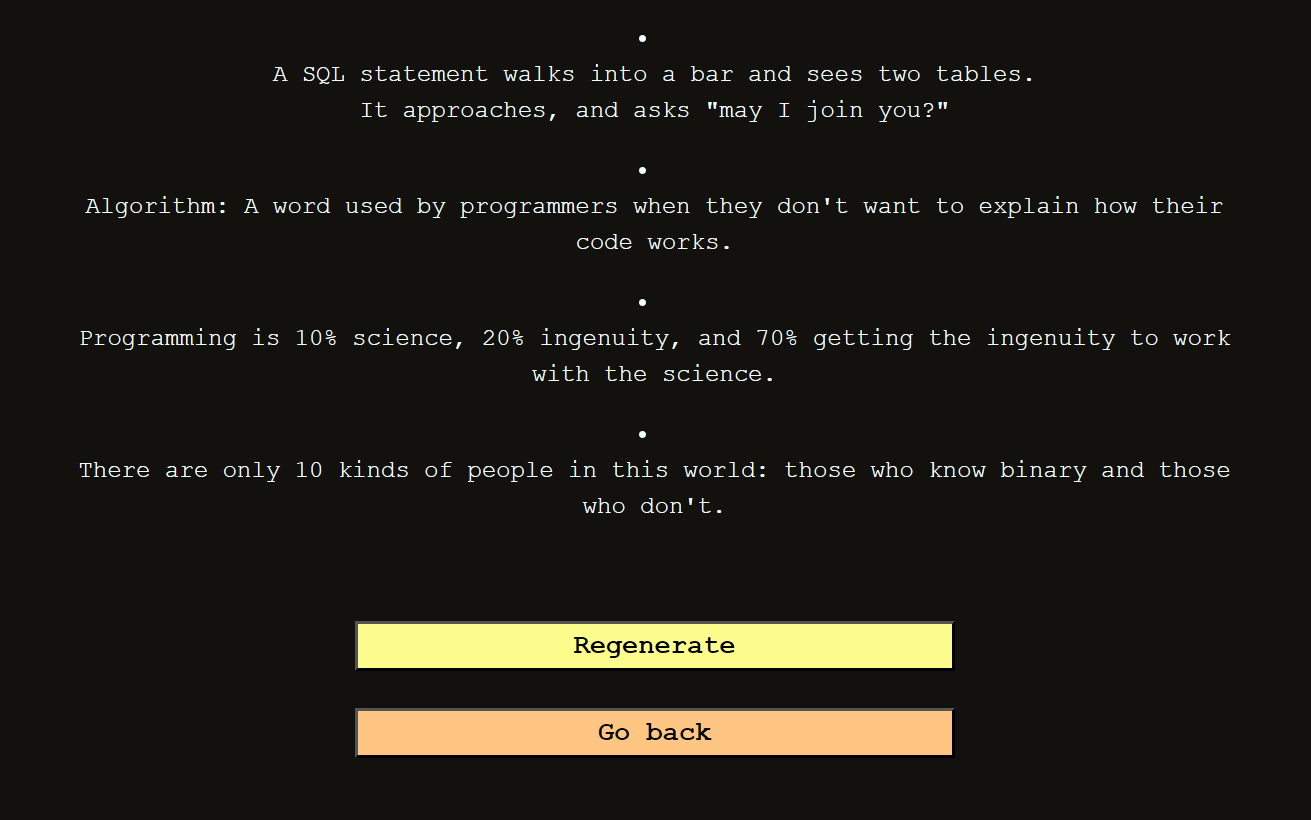 •
A SQL statement walks into a bar and sees two tables.
It approaches, and asks "may I join you?"
•
Algorithm: A word used by programmers when they don't want to explain how their
code works.
•
Programming is 10% science, 20% ingenuity, and 70% getting the ingenuity to work
with the science.
•
There are only 10 kinds of people in this world: those who know binary and those
who don't.
Regenerate
Go back